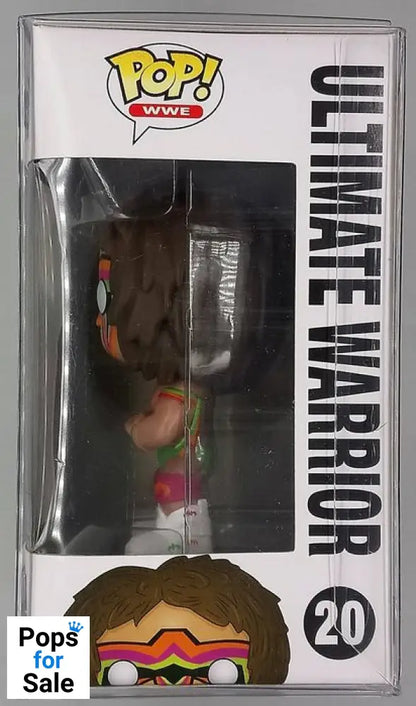 POP!
WWE
ULTIMATE WARRIOR
20
Pops
for
Sale